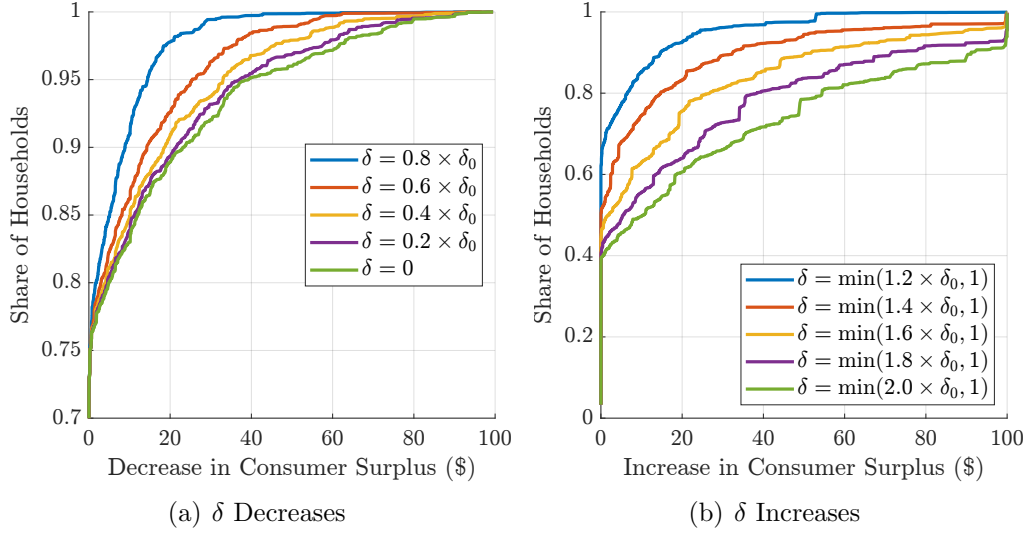 1
0.95
0.9
0.85
0.8
0.75
0.7
Share of Households
δ = 0.8 × δ₀
δ = 0.6 × δ₀
δ = 0.4 × δ₀
δ = 0.2 × δ₀
δ = 0
0 20 40 60 80 100
Decrease in Consumer Surplus ($)
(a) δ Decreases
1
0.8
0.6
0.4
0.2
0
Share of Households
δ = min(1.2 × δ₀, 1)
δ = min(1.4 × δ₀, 1)
δ = min(1.6 × δ₀, 1)
δ = min(1.8 × δ₀, 1)
δ = min(2.0 × δ₀, 1)
0 20 40 60 80 100
Increase in Consumer Surplus ($)
(b) δ Increases